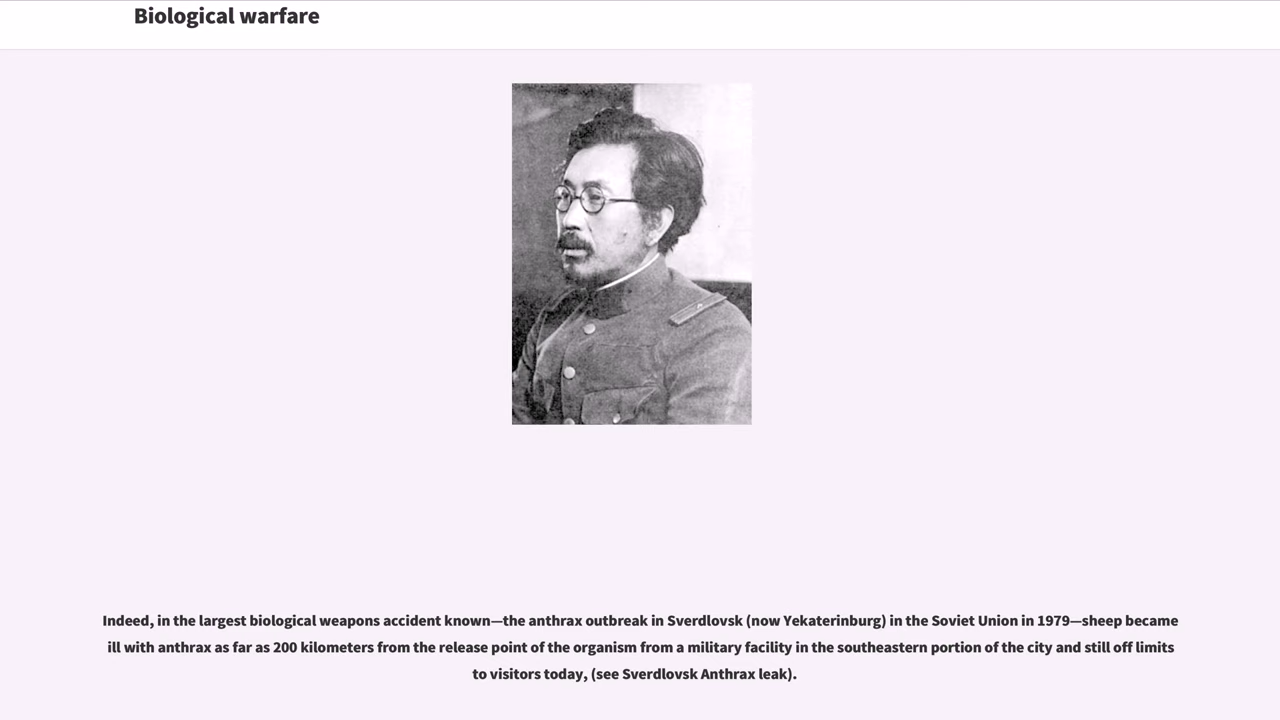 Biological warfare
Indeed, in the largest biological weapons accident known—the anthrax outbreak in Sverdlovsk (now Yekaterinburg) in the Soviet Union in 1979—sheep became
ill with anthrax as far as 200 kilometers from the release point of the organism from a military facility in the southeastern portion of the city and still off limits
to visitors today, (see Sverdlovsk Anthrax leak).